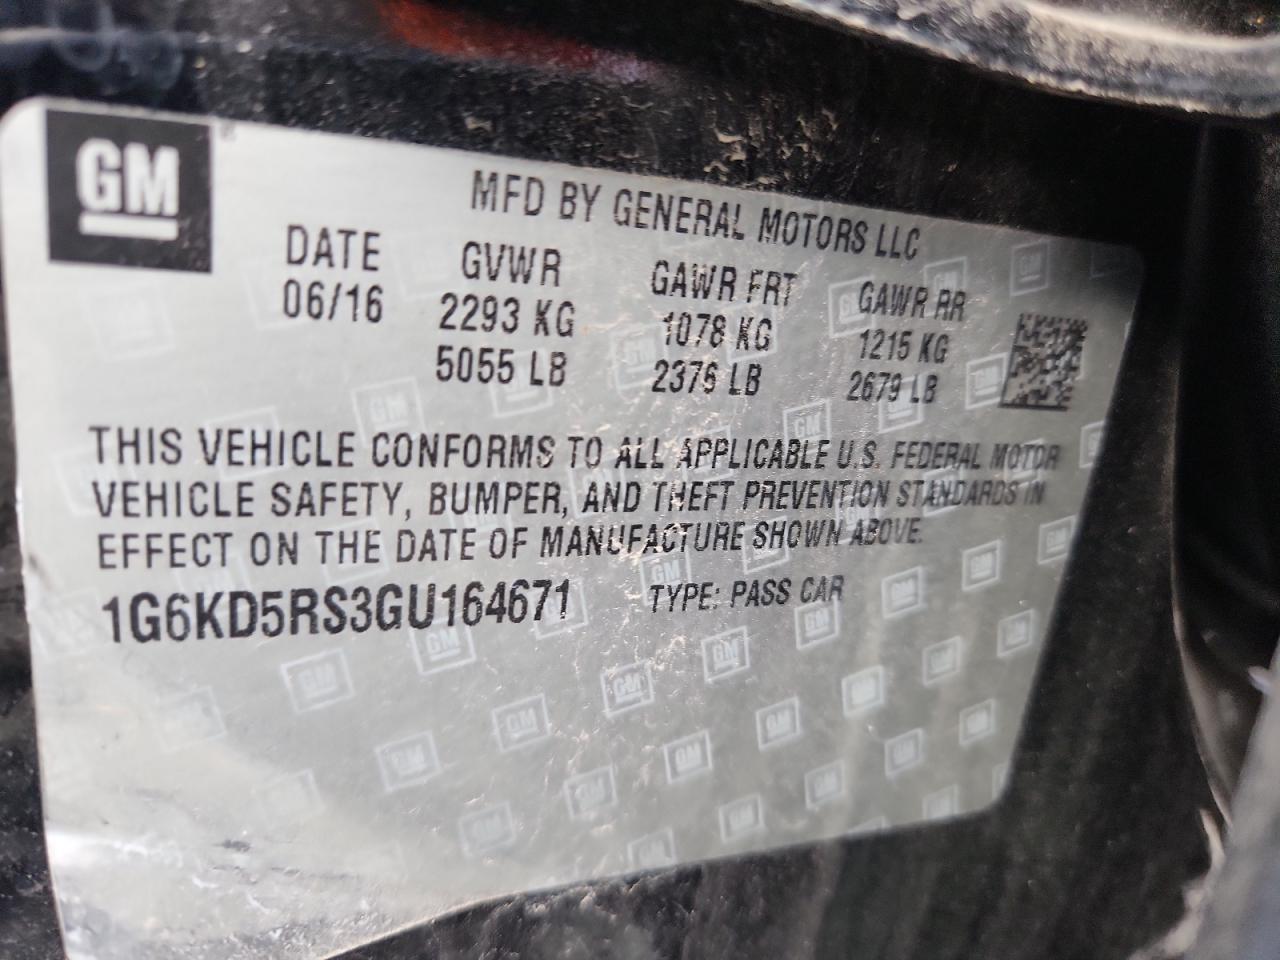 GM
MFD BY GENERAL MOTORS LLC
DATE GVWR GAWR FRT GAWR RR
06/16 2293 KG 1078 KG 1215 KG
5055 LB 2376 LB 2679 LB
THIS VEHICLE CONFORMS TO ALL APPLICABLE U.S. FEDERAL MOTOR
VEHICLE SAFETY, BUMPER, AND THEFT PREVENTION STANDARDS IN
EFFECT ON THE DATE OF MANUFACTURE SHOWN ABOVE.
1G6KD5RS3GU164671 TYPE: PASS CAR